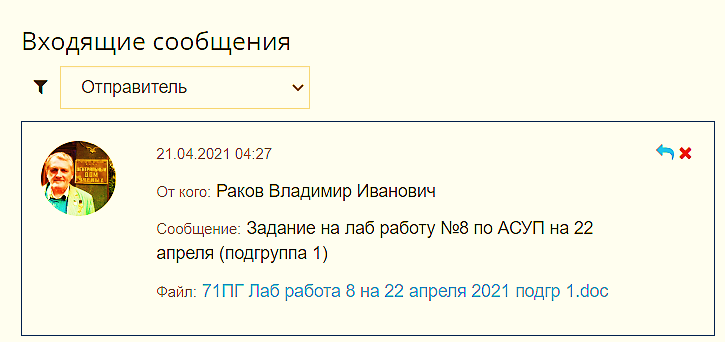 Входящие сообщения
Отправитель
21.04.2021 04:27
От кого: Раков Владимир Иванович
Сообщение: Задание на лаб работу №8 по АСУП на 22
апреля (подгруппа 1)
Файл: 71ПГ Лаб работа 8 на 22 апреля 2021 подгр 1.doc